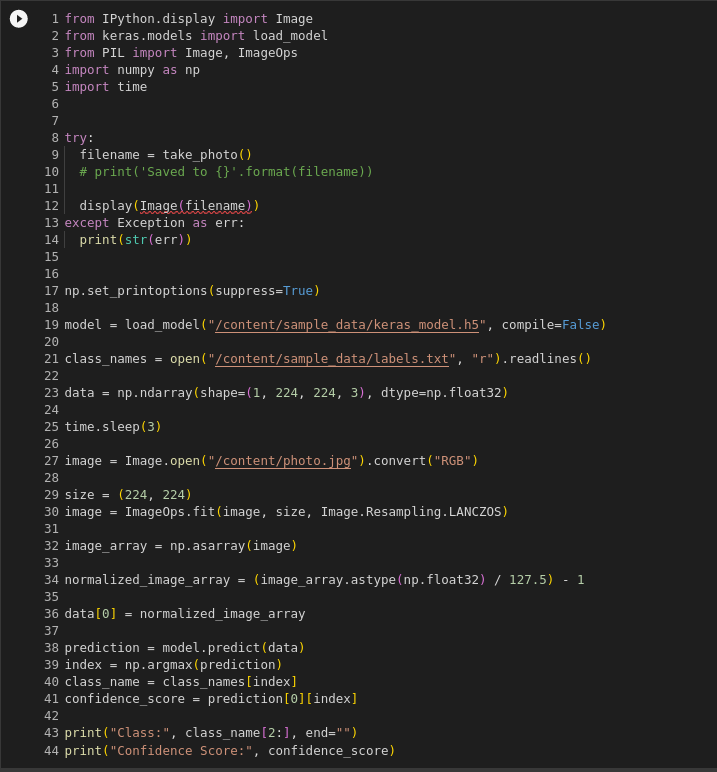 1 from IPython.display import Image
2 from keras.models import load_model
3 from PIL import Image, ImageOps
4 import numpy as np
5 import time
6
7
8 try:
9   filename = take_photo()
10   # print('Saved to {}'.format(filename))
11
12   display(Image(filename))
13 except Exception as err:
14   print(str(err))
15
16
17 np.set_printoptions(suppress=True)
18
19 model = load_model("/content/sample_data/keras_model.h5", compile=False)
20
21 class_names = open("/content/sample_data/labels.txt", "r").readlines()
22
23 data = np.ndarray(shape=(1, 224, 224, 3), dtype=np.float32)
24
25 time.sleep(3)
26
27 image = Image.open("/content/photo.jpg").convert("RGB")
28
29 size = (224, 224)
30 image = ImageOps.fit(image, size, Image.Resampling.LANCZOS)
31
32 image_array = np.asarray(image)
33
34 normalized_image_array = (image_array.astype(np.float32) / 127.5) - 1
35
36 data[0] = normalized_image_array
37
38 prediction = model.predict(data)
39 index = np.argmax(prediction)
40 class_name = class_names[index]
41 confidence_score = prediction[0][index]
42
43 print("Class:", class_name[2:], end="")
44 print("Confidence Score:", confidence_score)